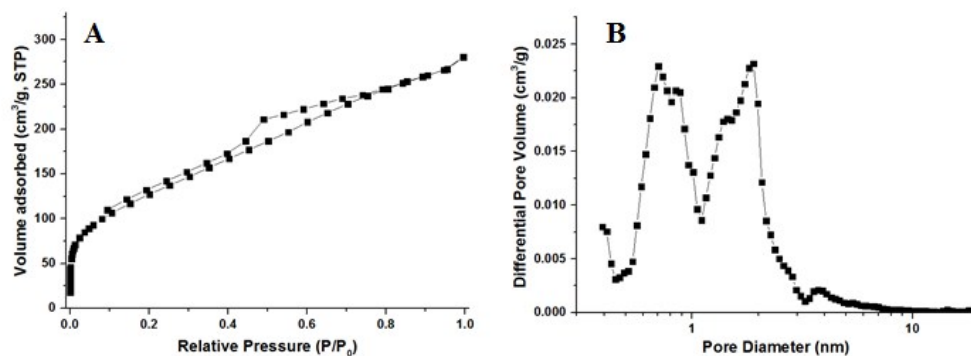 A
Volume adsorbed (cm³/g, STP)
300
250
200
150
100
50
0
0.0 0.2 0.4 0.6 0.8 1.0
Relative Pressure (P/P₀)
B
Differential Pore Volume (cm³/g)
0.025
0.020
0.015
0.010
0.005
0.000
1 10
Pore Diameter (nm)